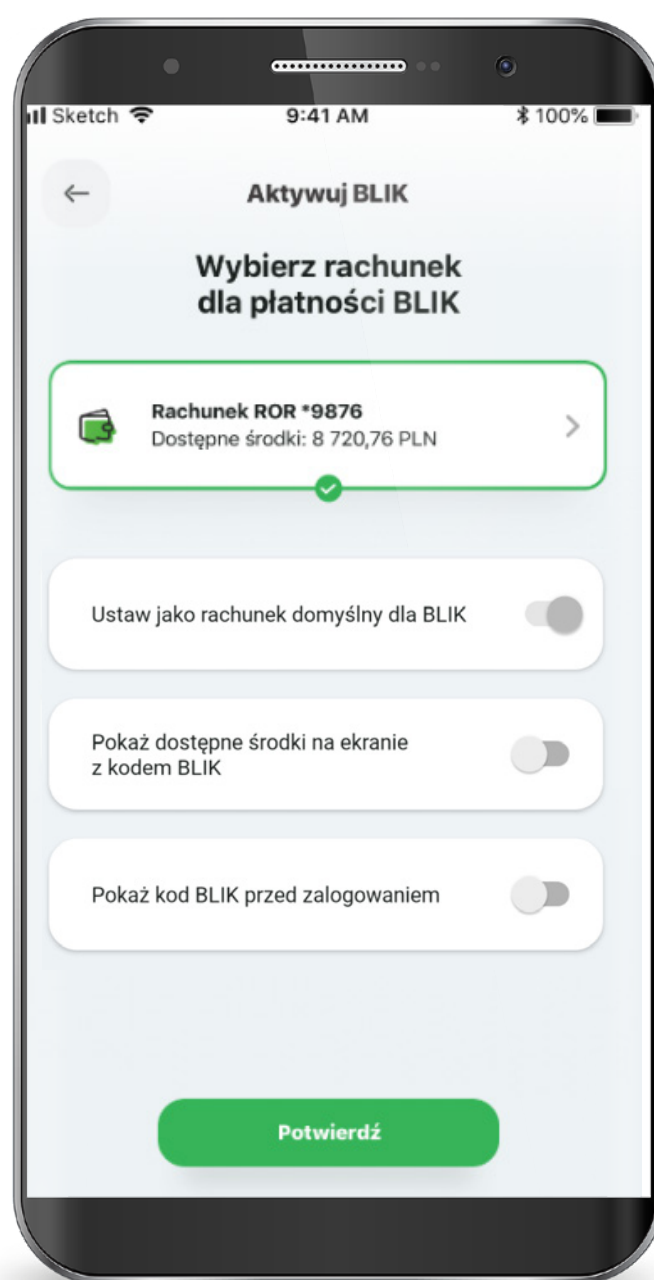 Sketch 9:41 AM 100%
Aktywuj BLIK
Wybierz rachunek
dla płatności BLIK
Rachunek ROR *9876
Dostępne środki: 8 720,76 PLN
Ustaw jako rachunek domyślny dla BLIK
Pokaż dostępne środki na ekranie
z kodem BLIK
Pokaż kod BLIK przed zalogowaniem
Potwierdź